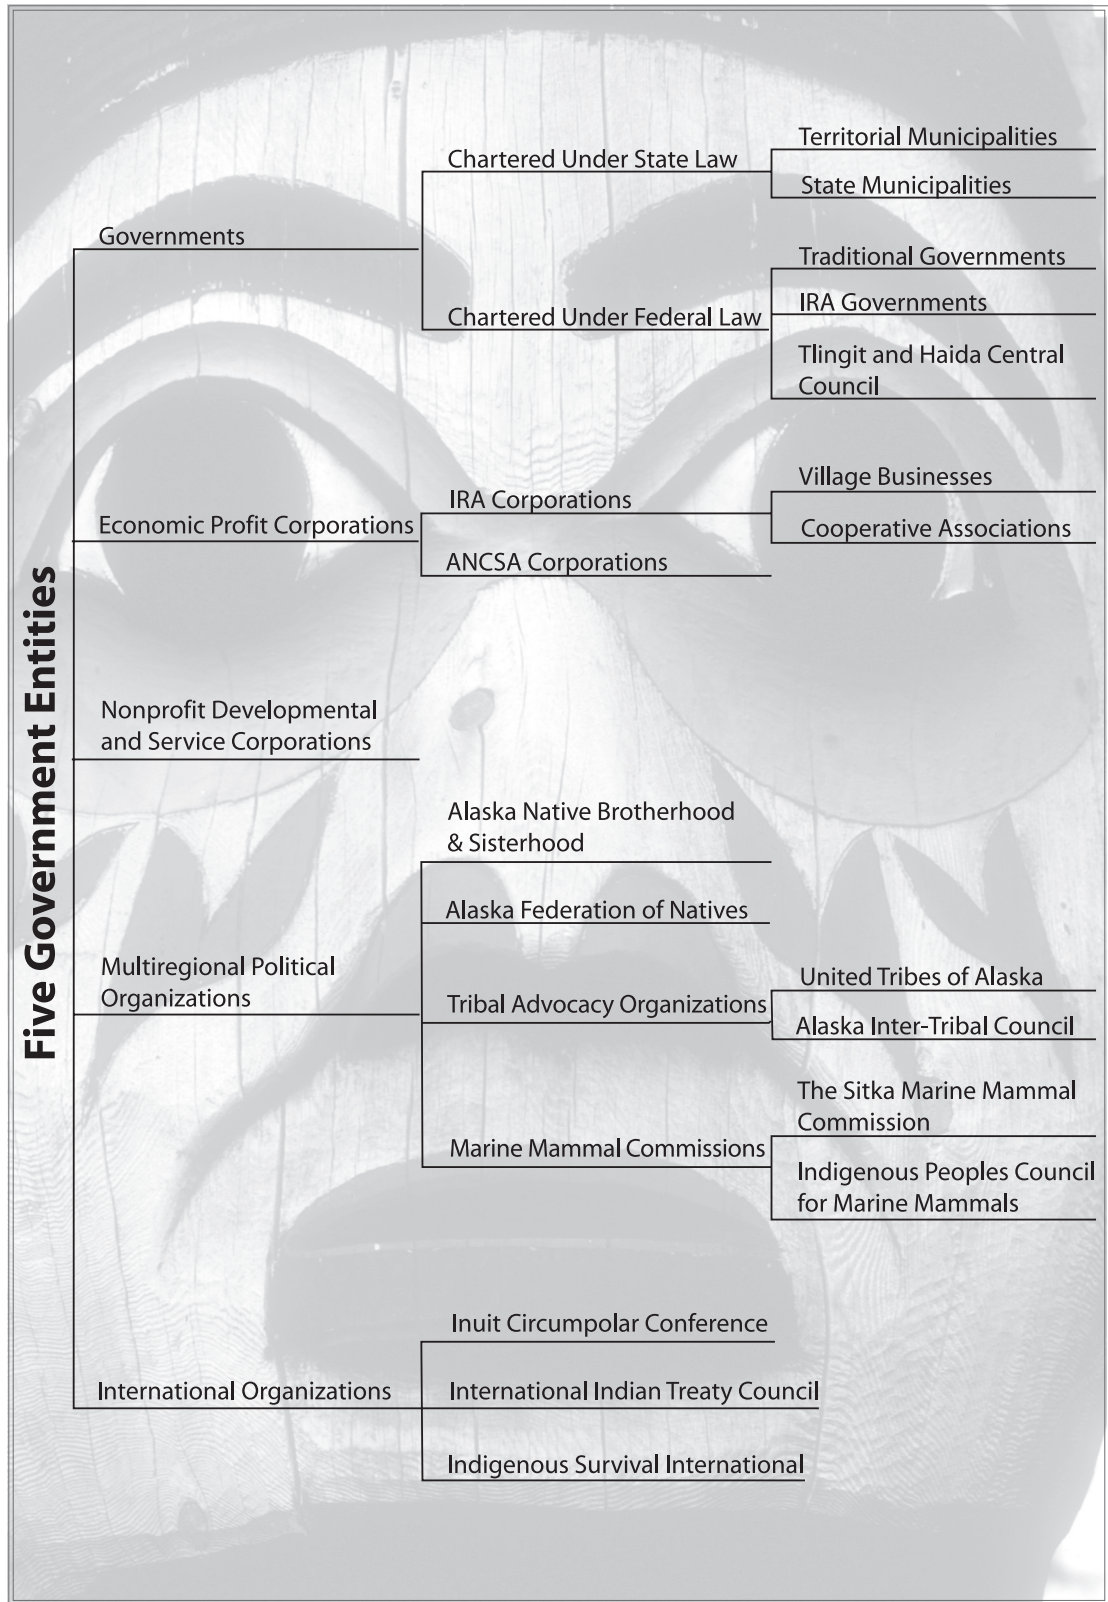 Five Government Entities
Governments
Chartered Under State Law
Territorial Municipalities
State Municipalities
Chartered Under Federal Law
Traditional Governments
IRA Governments
Tlingit and Haida Central
Council
Economic Profit Corporations
IRA Corporations
Village Businesses
Cooperative Associations
ANCSA Corporations
Nonprofit Developmental
and Service Corporations
Multiregional Political
Organizations
Alaska Native Brotherhood
& Sisterhood
Alaska Federation of Natives
Tribal Advocacy Organizations
United Tribes of Alaska
Alaska Inter-Tribal Council
Marine Mammal Commissions
The Sitka Marine Mammal
Commission
Indigenous Peoples Council
for Marine Mammals
International Organizations
Inuit Circumpolar Conference
International Indian Treaty Council
Indigenous Survival International